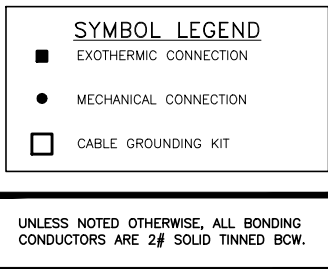 SYMBOL LEGEND
EXOTHERMIC CONNECTION
MECHANICAL CONNECTION
CABLE GROUNDING KIT
UNLESS NOTED OTHERWISE, ALL BONDING
CONDUCTORS ARE 2# SOLID TINNED BCW.